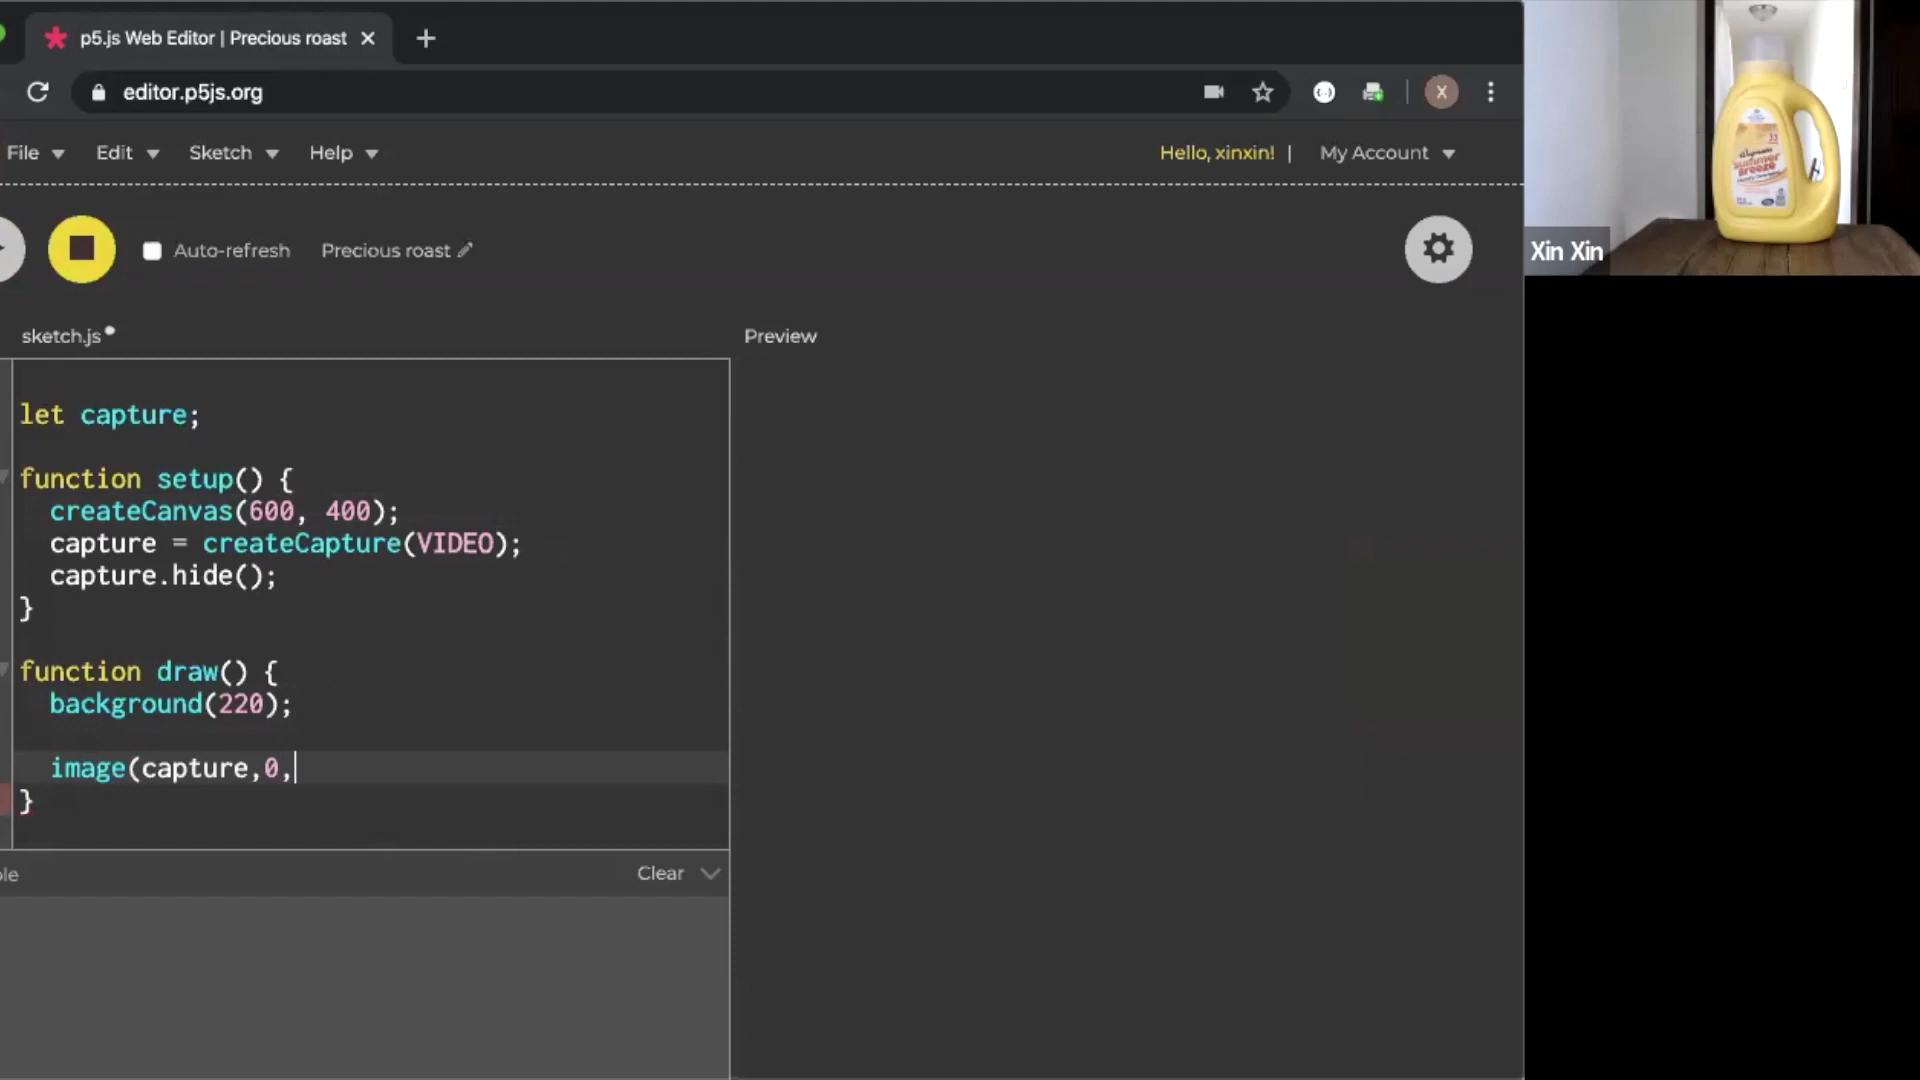 p5.js Web Editor | Precious roast
editor.p5js.org
X
File Edit Sketch Help Hello, xinxin! | My Account
Auto-refresh Precious roast
sketch.js
Preview
let capture;
function setup() {
createCanvas(600, 400);
capture = createCapture(VIDEO);
capture.hide();
}
function draw() {
background(220);
image(capture,0,
}
Clear
summer
Breeze
Xin Xin